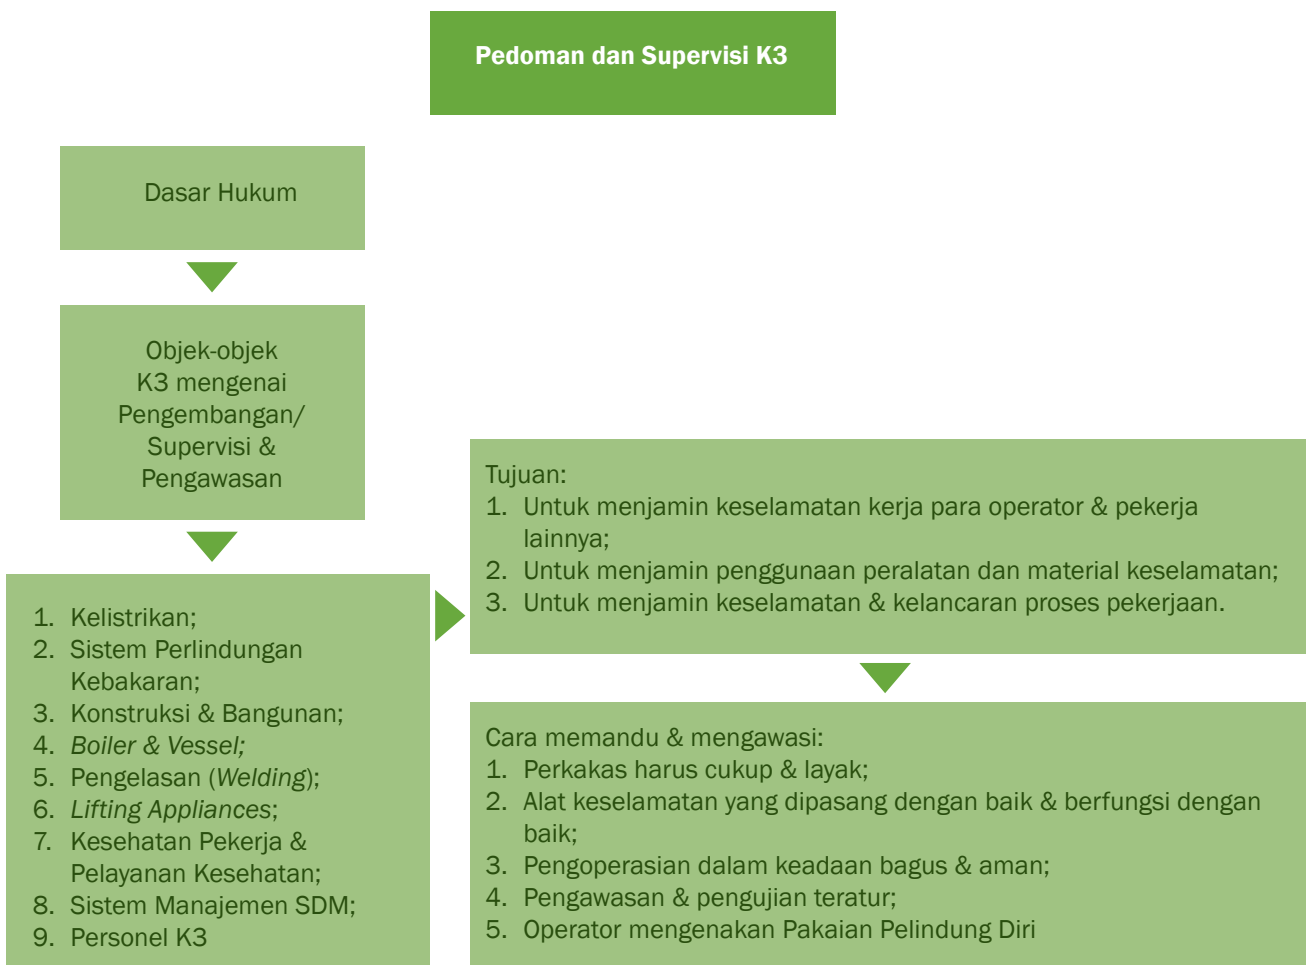 Pedoman dan Supervisi K3
Dasar Hukum
Objek-objek
K3 mengenai
Pengembangan/
Supervisi &
Pengawasan
1. Kelistrikan;
2. Sistem Perlindungan
Kebakaran;
3. Konstruksi & Bangunan;
4. Boiler & Vessel;
5. Pengelasan (Welding);
6. Lifting Appliances;
7. Kesehatan Pekerja &
Pelayanan Kesehatan;
8. Sistem Manajemen SDM;
9. Personel K3
Tujuan:
1. Untuk menjamin keselamatan kerja para operator & pekerja
lainnya;
2. Untuk menjamin penggunaan peralatan dan material keselamatan;
3. Untuk menjamin keselamatan & kelancaran proses pekerjaan.
Cara memandu & mengawasi:
1. Perkakas harus cukup & layak;
2. Alat keselamatan yang dipasang dengan baik & berfungsi dengan
baik;
3. Pengoperasian dalam keadaan bagus & aman;
4. Pengawasan & pengujian teratur;
5. Operator mengenakan Pakaian Pelindung Diri